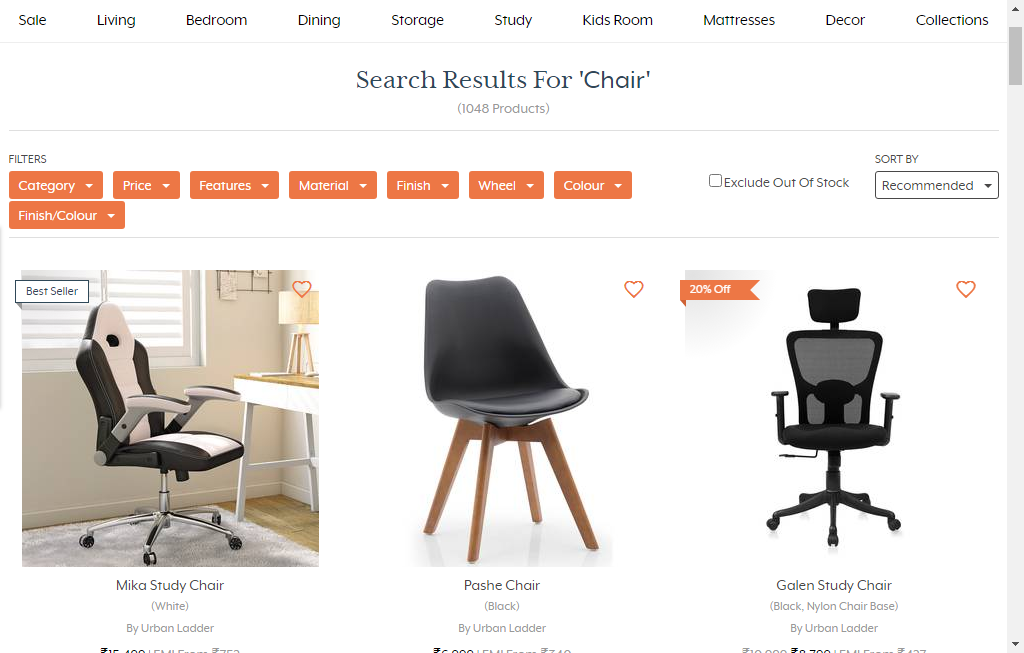 Sale Living Bedroom Dining Storage Study Kids Room Mattresses Decor Collections
Search Results For 'Chair'
(1048 Products)
FILTERS
SORT BY
Category Price Features Material Finish Wheel Colour
Exclude Out Of Stock
Recommended
Finish/Colour
Best Seller
20% Off
Mika Study Chair
(White)
By Urban Ladder
Pashe Chair
(Black)
By Urban Ladder
Galen Study Chair
(Black, Nylon Chair Base)
By Urban Ladder